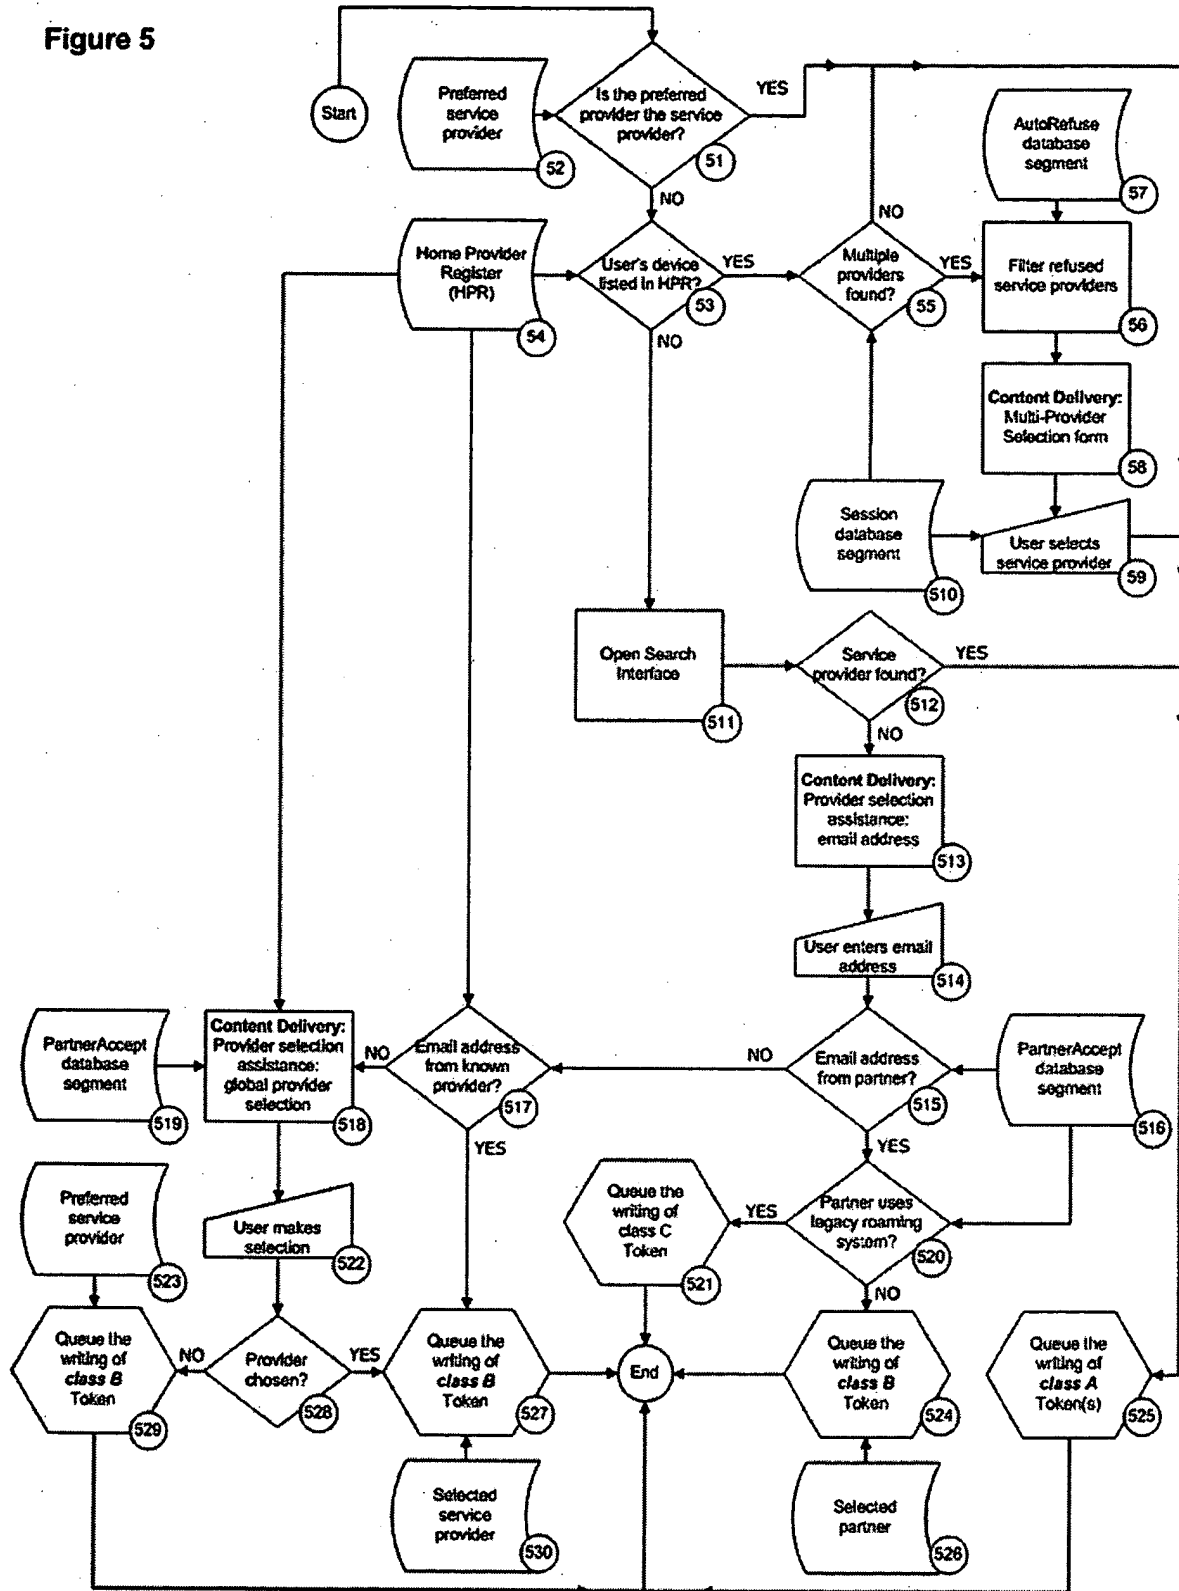 Figure 5
Start
Preferred
service
provider
52
Is the preferred
provider the service
provider?
51
YES
NO
AutoRefuse
database
segment
57
Home Provider
Register
(HPR)
54
User's device
listed in HPR?
53
YES
NO
Multiple
providers
found?
55
NO
YES
Filter refused
service providers
56
Content Delivery:
Multi-Provider
Selection form
58
Session
database
segment
510
User selects
service provider
59
Open Search
Interface
511
Service
provider found?
512
YES
NO
Content Delivery:
Provider selection
assistance:
email address
513
User enters email
address
514
PartnerAccept
database
segment
519
Content Delivery:
Provider selection
assistance:
global provider
selection
518
NO
Email address
from known
provider?
517
YES
NO
Email address
from partner?
515
YES
PartnerAccept
database
segment
516
Preferred
service
provider
523
User makes
selection
522
Queue the
writing of
class C
Token
521
YES
Partner uses
legacy roaming
system?
520
NO
Queue the
writing of
class B
Token
529
NO
Provider
chosen?
528
YES
Queue the
writing of
class B
Token
527
End
Queue the
writing of
class B
Token
524
Queue the
writing of
class A
Token(s)
525
Selected
service
provider
530
Selected
partner
526